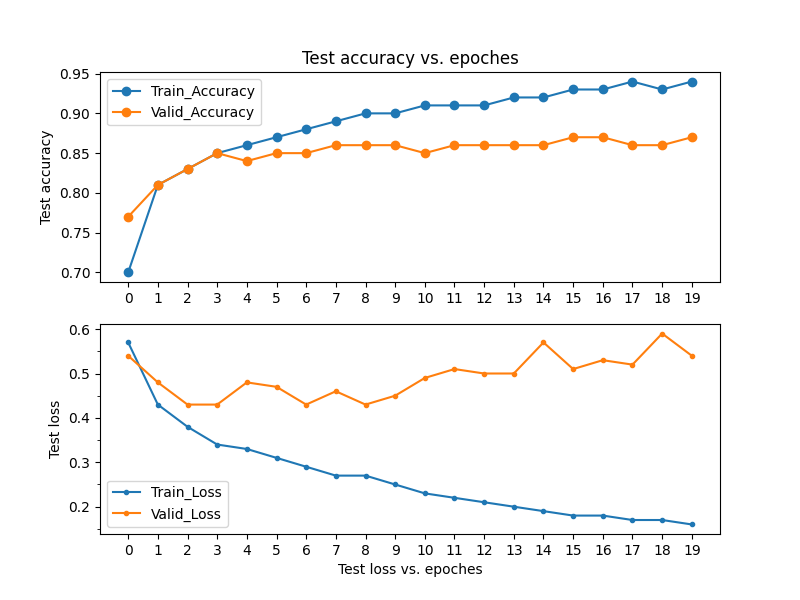 Test accuracy vs. epoches
Test accuracy
0.95
0.90
0.85
0.80
0.75
0.70
Train_Accuracy
Valid_Accuracy
0 1 2 3 4 5 6 7 8 9 10 11 12 13 14 15 16 17 18 19
Test loss
0.6
0.5
0.4
0.3
0.2
Train_Loss
Valid_Loss
0 1 2 3 4 5 6 7 8 9 10 11 12 13 14 15 16 17 18 19
Test loss vs. epoches